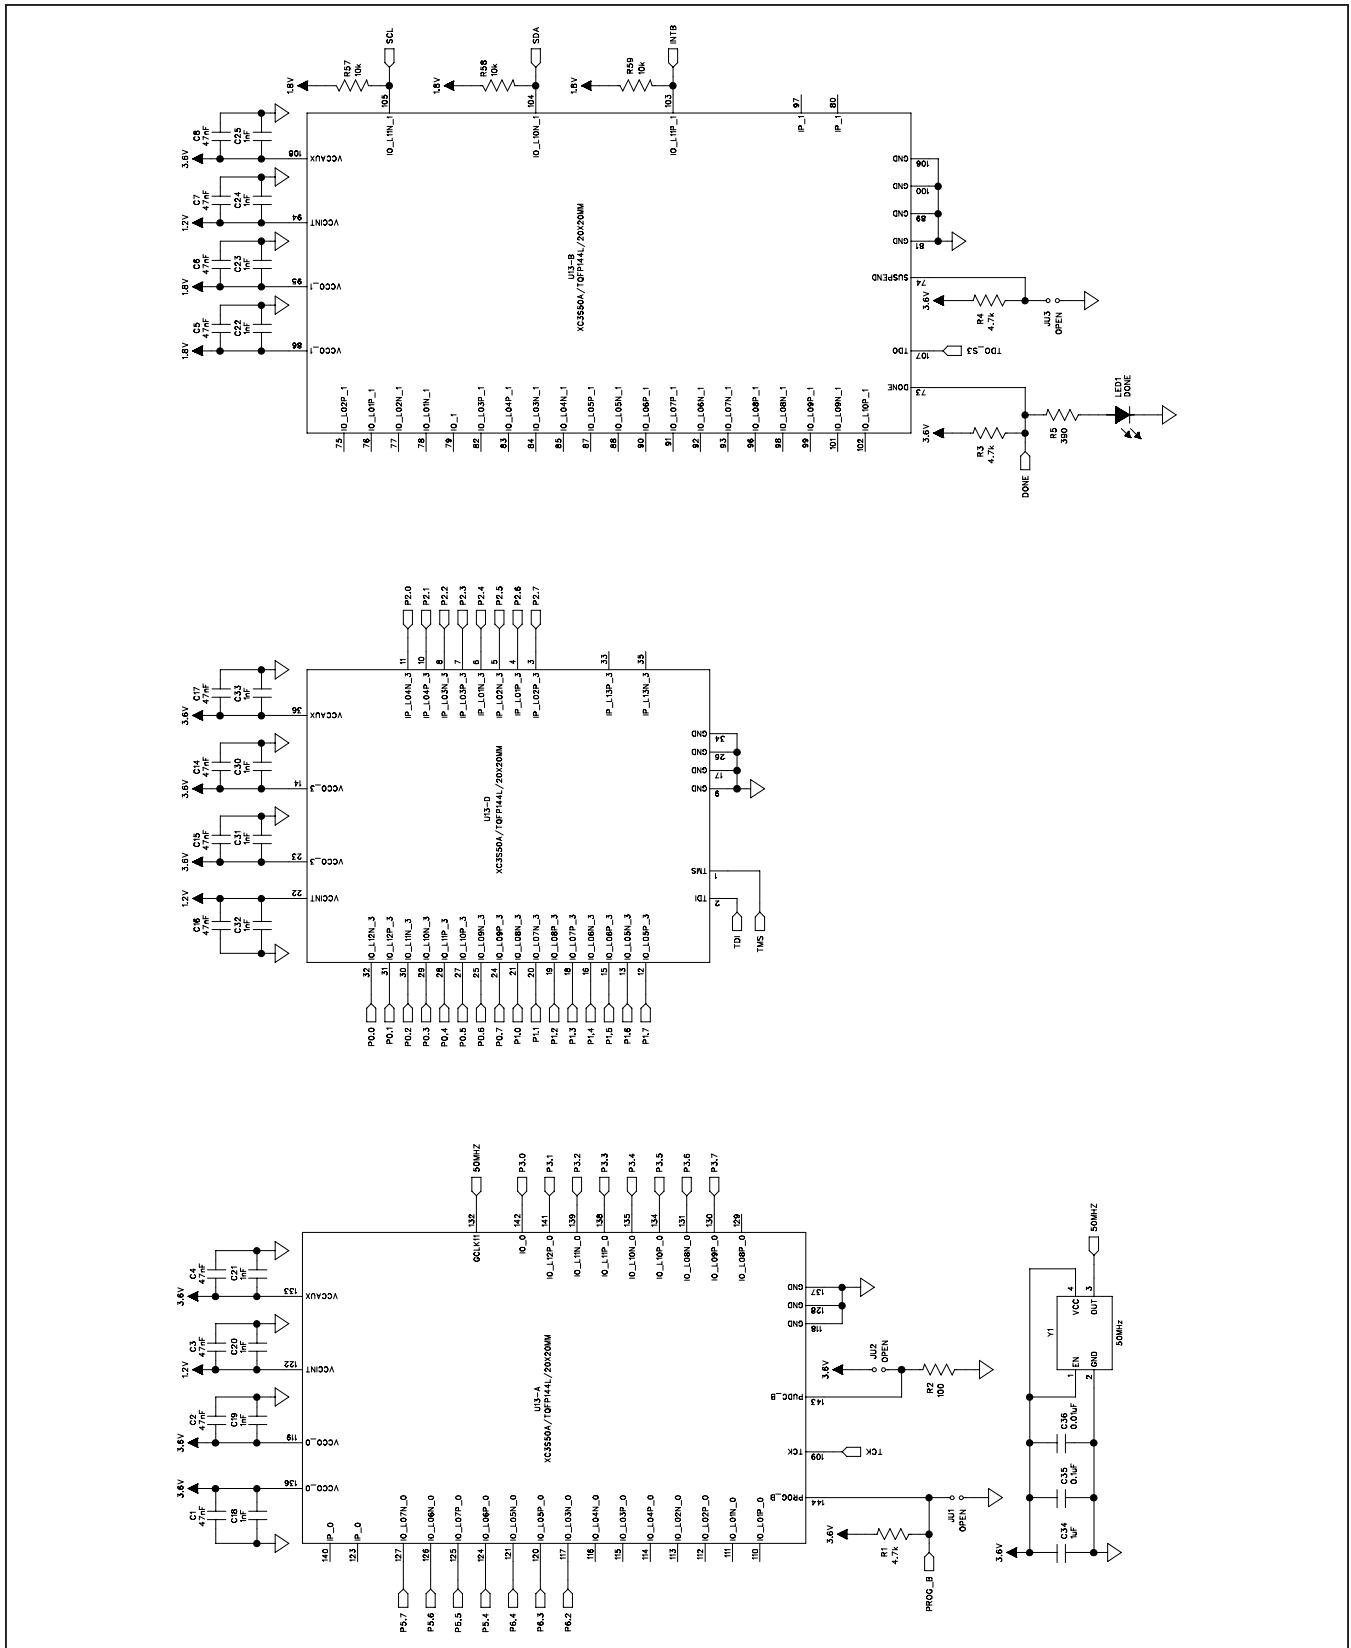 SCL
SDA
INTB
1.8V
R57
10k
1.8V
R58
10k
1.8V
R59
10k
105
104
103
97
80
IO_L11N_1
IO_L10N_1
IO_L11P_1
IP_1
IP_1
C8
47nF
C25
1nF
3.6V
108
VCCAUX
C7
47nF
C24
1nF
1.2V
94
VCCINT
C6
47nF
C23
1nF
1.8V
95
VCCO_1
C5
47nF
C22
1nF
1.8V
86
VCCO_1
U13-B
XC3S50A/TQFP144L/20X20MM
GND
106
GND
100
GND
89
GND
81
SUSPEND
74
3.6V
R4
4.7k
JU3
OPEN
TDO
107
TDO_S3
DONE
73
3.6V
R3
4.7k
DONE
R5
390
LED1
DONE
75 IO_L02P_1
76 IO_L01P_1
77 IO_L02N_1
78 IO_L01N_1
79 IO_1
82 IO_L03P_1
83 IO_L04P_1
84 IO_L03N_1
85 IO_L04N_1
87 IO_L05P_1
88 IO_L05N_1
90 IO_L06P_1
91 IO_L07P_1
92 IO_L06N_1
93 IO_L07N_1
96 IO_L08P_1
98 IO_L08N_1
99 IO_L09P_1
101 IO_L09N_1
102 IO_L10P_1
IP_L04N_3 11 P2.0
IP_L04P_3 10 P2.1
IP_L03N_3 8 P2.2
IP_L03P_3 7 P2.3
IP_L01N_3 6 P2.4
IP_L02N_3 5 P2.5
IP_L01P_3 4 P2.6
IP_L02P_3 3 P2.7
IP_L13P_3 33
IP_L13N_3 35
C17
47nF
C33
1nF
3.6V
36
VCCAUX
C14
47nF
C30
1nF
3.6V
14
VCCO_3
C15
47nF
C31
1nF
3.6V
23
VCCO_3
1.2V
22
VCCINT
C16
47nF
C32
1nF
U13-D
XC3S50A/TQFP144L/20X20MM
GND
34
GND
26
GND
17
GND
9
TMS
1
TDI
2
TDI
TMS
P0.0 32 IO_L12N_3
P0.1 31 IO_L12P_3
P0.2 30 IO_L11N_3
P0.3 29 IO_L10N_3
P0.4 28 IO_L11P_3
P0.5 27 IO_L10P_3
P0.6 25 IO_L09N_3
P0.7 24 IO_L09P_3
P1.0 21 IO_L08N_3
P1.1 20 IO_L07N_3
P1.2 19 IO_L08P_3
P1.3 18 IO_L07P_3
P1.4 16 IO_L06N_3
P1.5 15 IO_L06P_3
P1.6 13 IO_L05N_3
P1.7 12 IO_L05P_3
GCLK11 132 50MHZ
IO_0 142 P3.0
IO_L12P_0 141 P3.1
IO_L11N_0 139 P3.2
IO_L11P_0 138 P3.3
IO_L10N_0 135 P3.4
IO_L10P_0 134 P3.5
IO_L08N_0 131 P3.6
IO_L09P_0 130 P3.7
IO_L08P_0 129
C4
47nF
C21
1nF
3.6V
133
VCCAUX
C3
47nF
C20
1nF
1.2V
122
VCCINT
C2
47nF
C19
1nF
3.6V
119
VCCO_0
3.6V
136
VCCO_0
C1
47nF
C18
1nF
U13-A
XC3S50A/TQFP144L/20X20MM
GND
137
GND
128
GND
118
PUDC_B
143
3.6V
JU2
OPEN
R2
100
TCK
109
TCK
PROG_B
144
3.6V
R1
4.7k
PROG_B
JU1
OPEN
140 IP_0
123 IP_0
P5.7 127 IO_L07N_0
P5.6 126 IO_L06N_0
P5.5 125 IO_L07P_0
P5.4 124 IO_L06P_0
P6.4 121 IO_L05N_0
P6.3 120 IO_L05P_0
P6.2 117 IO_L03N_0
116 IO_L04N_0
115 IO_L03P_0
114 IO_L04P_0
113 IO_L02N_0
112 IO_L02P_0
111 IO_L01N_0
110 IO_L01P_0
50MHZ
4
VCC
3
OUT
Y1
50MHz
1
EN
2
GND
C36
0.01uF
C35
0.1uF
C34
1uF
3.6V